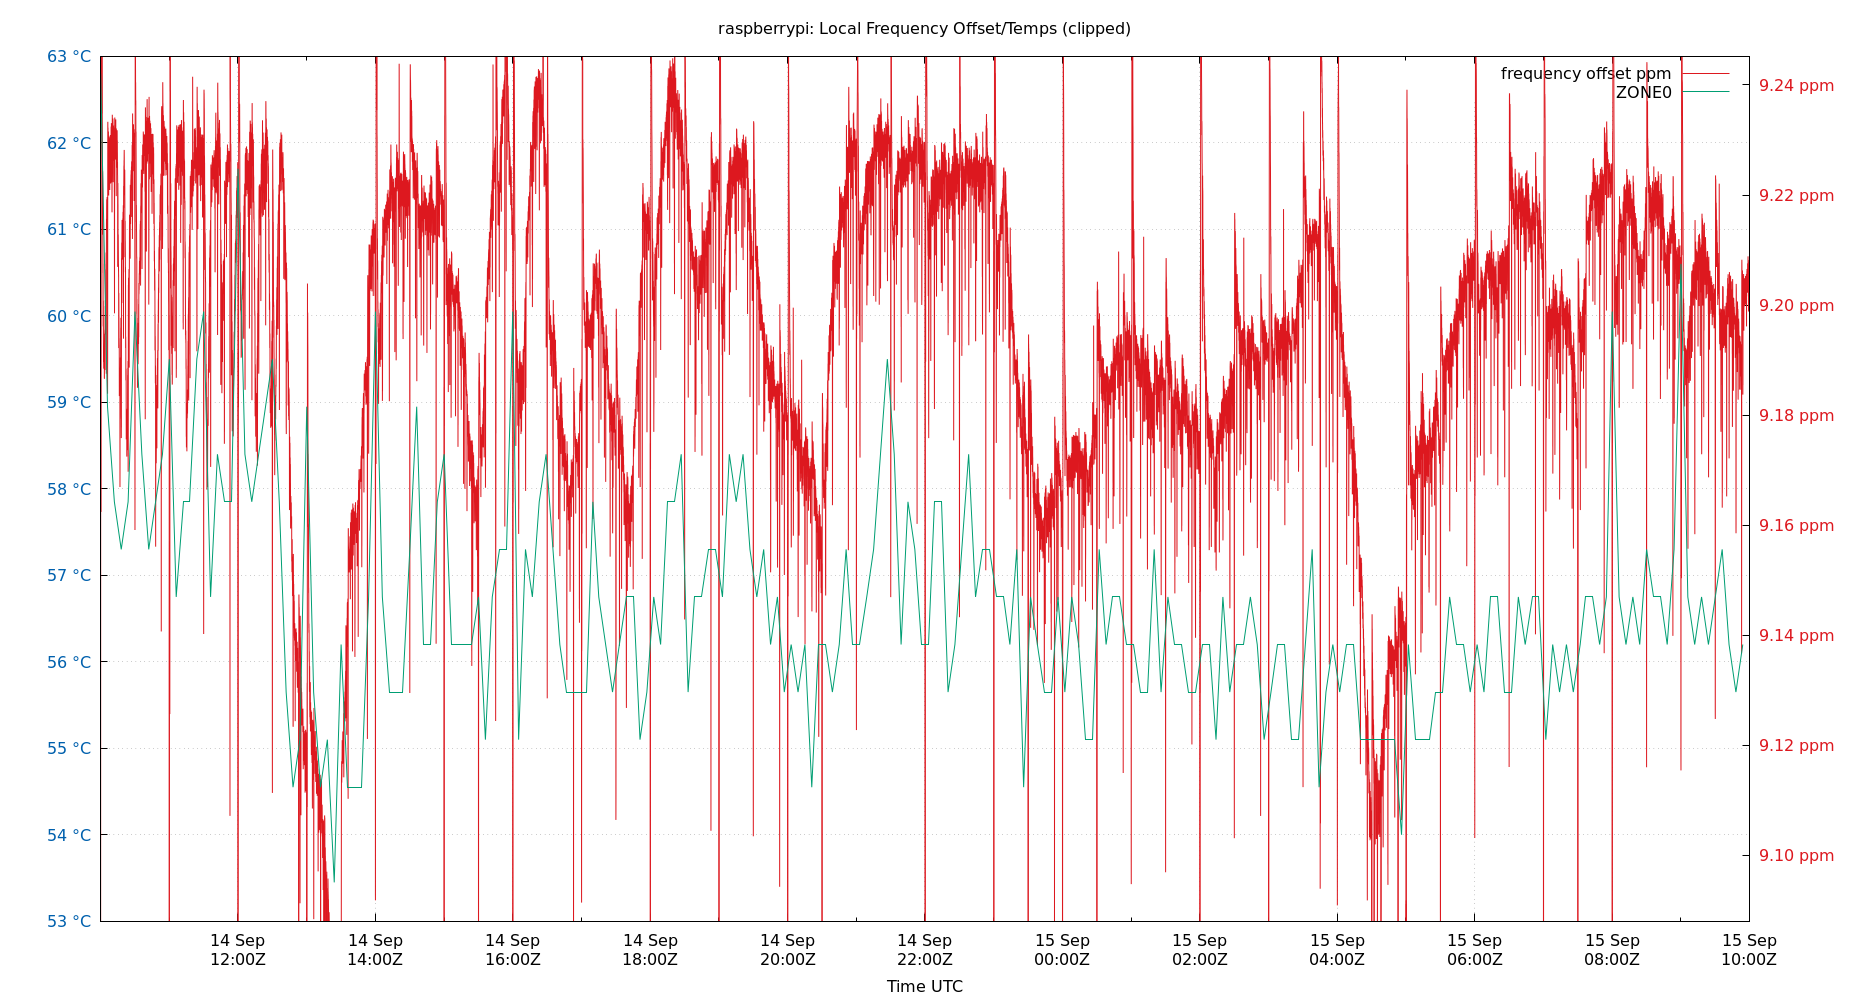 raspberrypi: Local Frequency Offset/Temps (clipped)
frequency offset ppm
ZONE0
63 °C
62 °C
61 °C
60 °C
59 °C
58 °C
57 °C
56 °C
55 °C
54 °C
53 °C
9.24 ppm
9.22 ppm
9.20 ppm
9.18 ppm
9.16 ppm
9.14 ppm
9.12 ppm
9.10 ppm
14 Sep 14 Sep 14 Sep 14 Sep 14 Sep 14 Sep 15 Sep 15 Sep 15 Sep 15 Sep 15 Sep 15 Sep
12:00Z 14:00Z 16:00Z 18:00Z 20:00Z 22:00Z 00:00Z 02:00Z 04:00Z 06:00Z 08:00Z 10:00Z
Time UTC